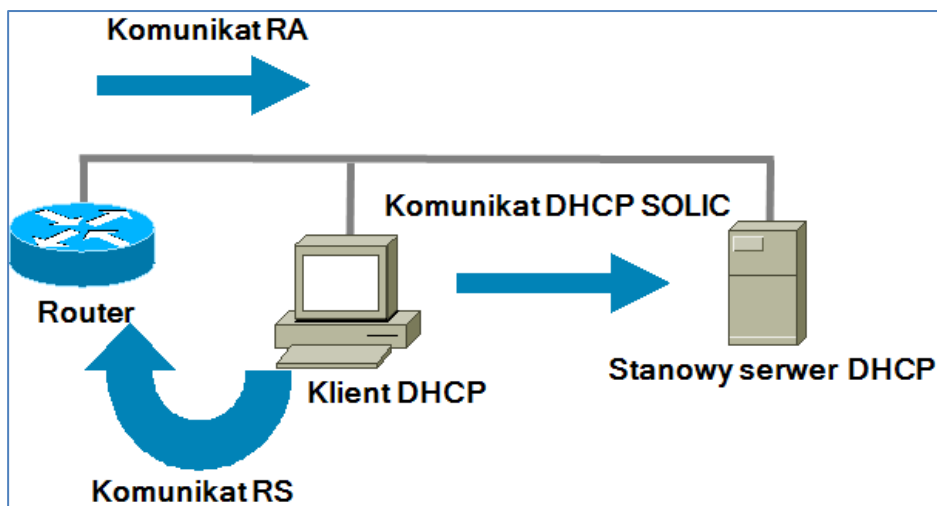 Komunikat RA
Komunikat DHCP SOLIC
Router
Klient DHCP
Stanowy serwer DHCP
Komunikat RS